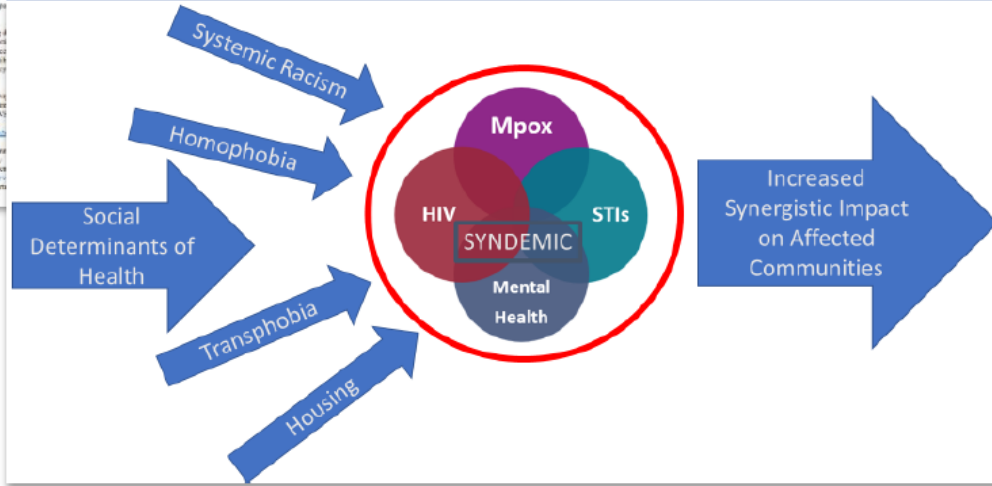 Systemic Racism
Homophobia
Social
Determinants of
Health
Transphobia
Housing
Mpox
HIV
STIs
SYNDEMIC
Mental
Health
Increased
Synergistic Impact
on Affected
Communities